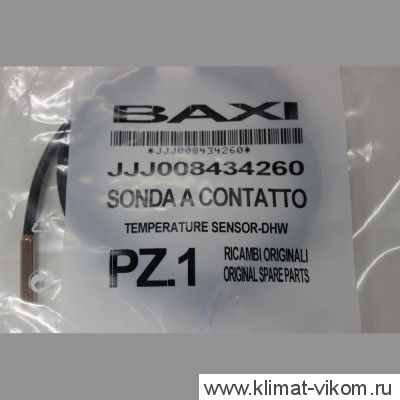 BAXI
*JJJ008434260*
JJJ008434260
SONDA A CONTATTO
TEMPERATURE SENSOR-DHW
PZ.1 RICAMBI ORIGINALI
ORIGINAL SPARE PARTS
www.klimat-vikom.ru